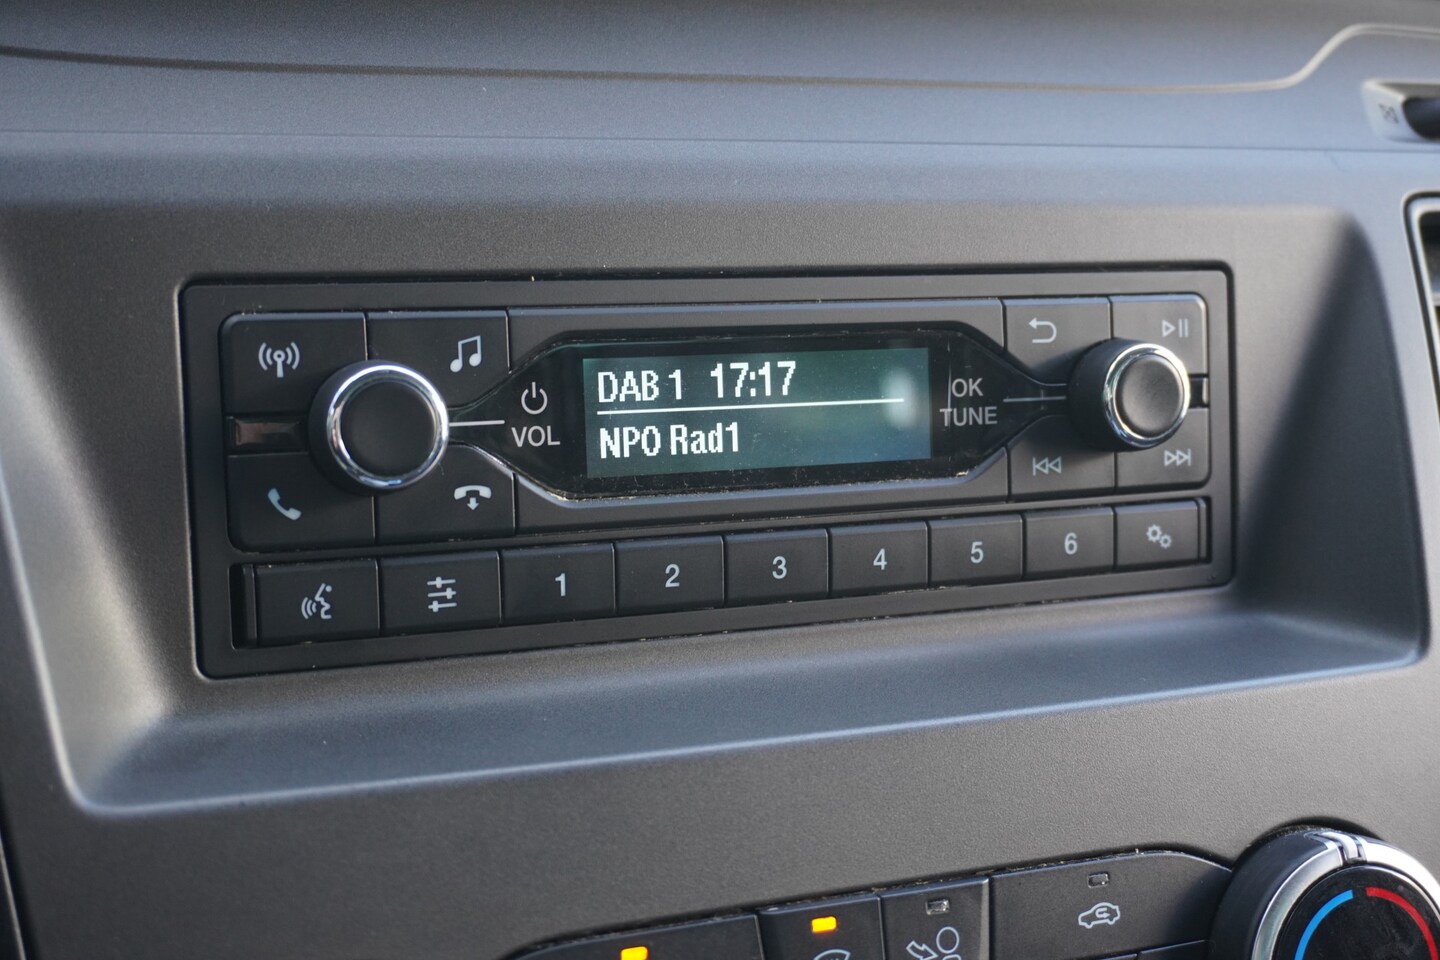 DAB 1 17:17
NPO Rad1
VOL
OK
TUNE
1 2 3 4 5 6